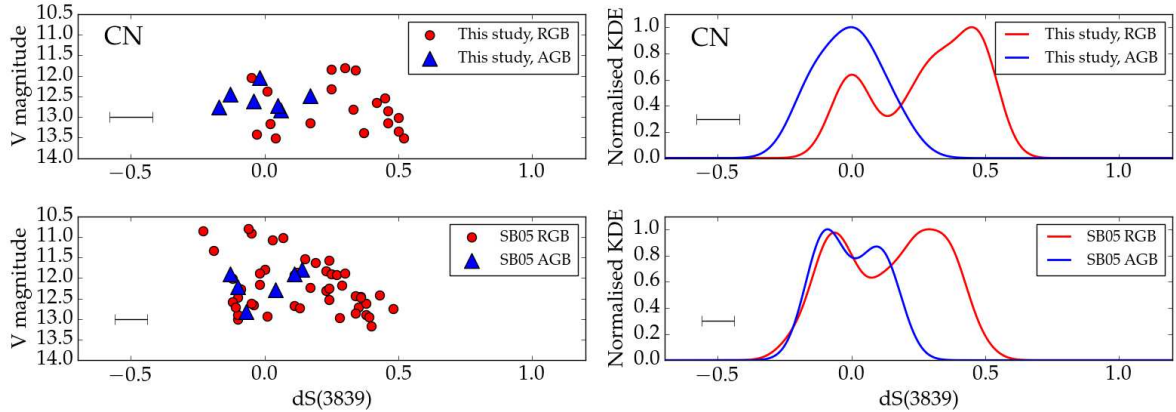 CN
V magnitude
10.5
11.0
11.5
12.0
12.5
13.0
13.5
14.0
−0.5
0.0
0.5
1.0
This study, RGB
This study, AGB
CN
Normalised KDE
1.0
0.8
0.6
0.4
0.2
0.0
−0.5
0.0
0.5
1.0
This study, RGB
This study, AGB
V magnitude
10.5
11.0
11.5
12.0
12.5
13.0
13.5
14.0
−0.5
0.0
0.5
1.0
dS(3839)
SB05 RGB
SB05 AGB
Normalised KDE
1.0
0.8
0.6
0.4
0.2
0.0
−0.5
0.0
0.5
1.0
dS(3839)
SB05 RGB
SB05 AGB